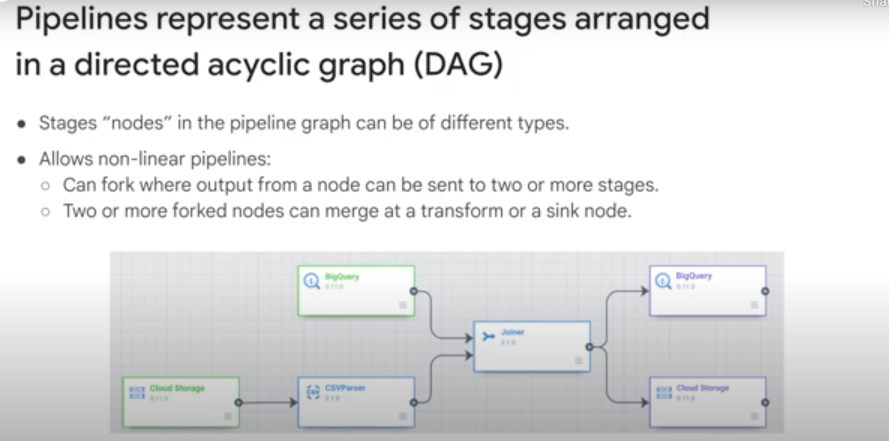 Pipelines represent a series of stages arranged
in a directed acyclic graph (DAG)
• Stages “nodes” in the pipeline graph can be of different types.
• Allows non-linear pipelines:
○ Can fork where output from a node can be sent to two or more stages.
○ Two or more forked nodes can merge at a transform or a sink node.
BigQuery
0.11.0
BigQuery
0.11.0
Joiner
2.1.0
Cloud Storage
0.11.0
CSVParser
2.1.0
Cloud Storage
0.11.0